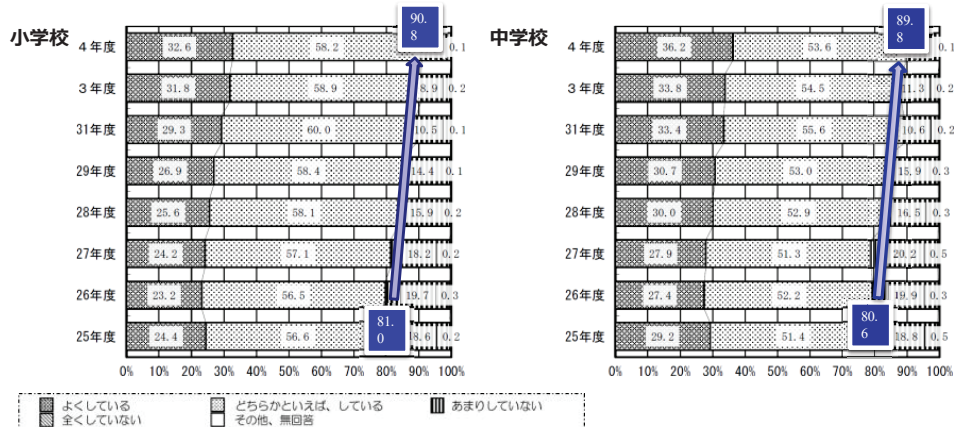 小学校
90.
8
4年度 32.6 58.2 0.1
3年度 31.8 58.9 8.9 0.2
31年度 29.3 60.0 10.5 0.1
29年度 26.9 58.4 14.4 0.1
28年度 25.6 58.1 15.9 0.2
27年度 24.2 57.1 18.2 0.2
26年度 23.2 56.5 19.7 0.3
81.
0
25年度 24.4 56.6 18.6 0.2
0% 10% 20% 30% 40% 50% 60% 70% 80% 90% 100%
中学校
89.
8
4年度 36.2 53.6 0.1
3年度 33.8 54.5 11.3 0.2
31年度 33.4 55.6 10.6 0.2
29年度 30.7 53.0 15.9 0.3
28年度 30.0 52.9 16.5 0.3
27年度 27.9 51.3 20.2 0.5
26年度 27.4 52.2 19.9 0.3
80.
6
25年度 29.2 51.4 18.8 0.5
0% 10% 20% 30% 40% 50% 60% 70% 80% 90% 100%
よくしている どちらかといえば、している あまりしていない
全くしていない その他、無回答